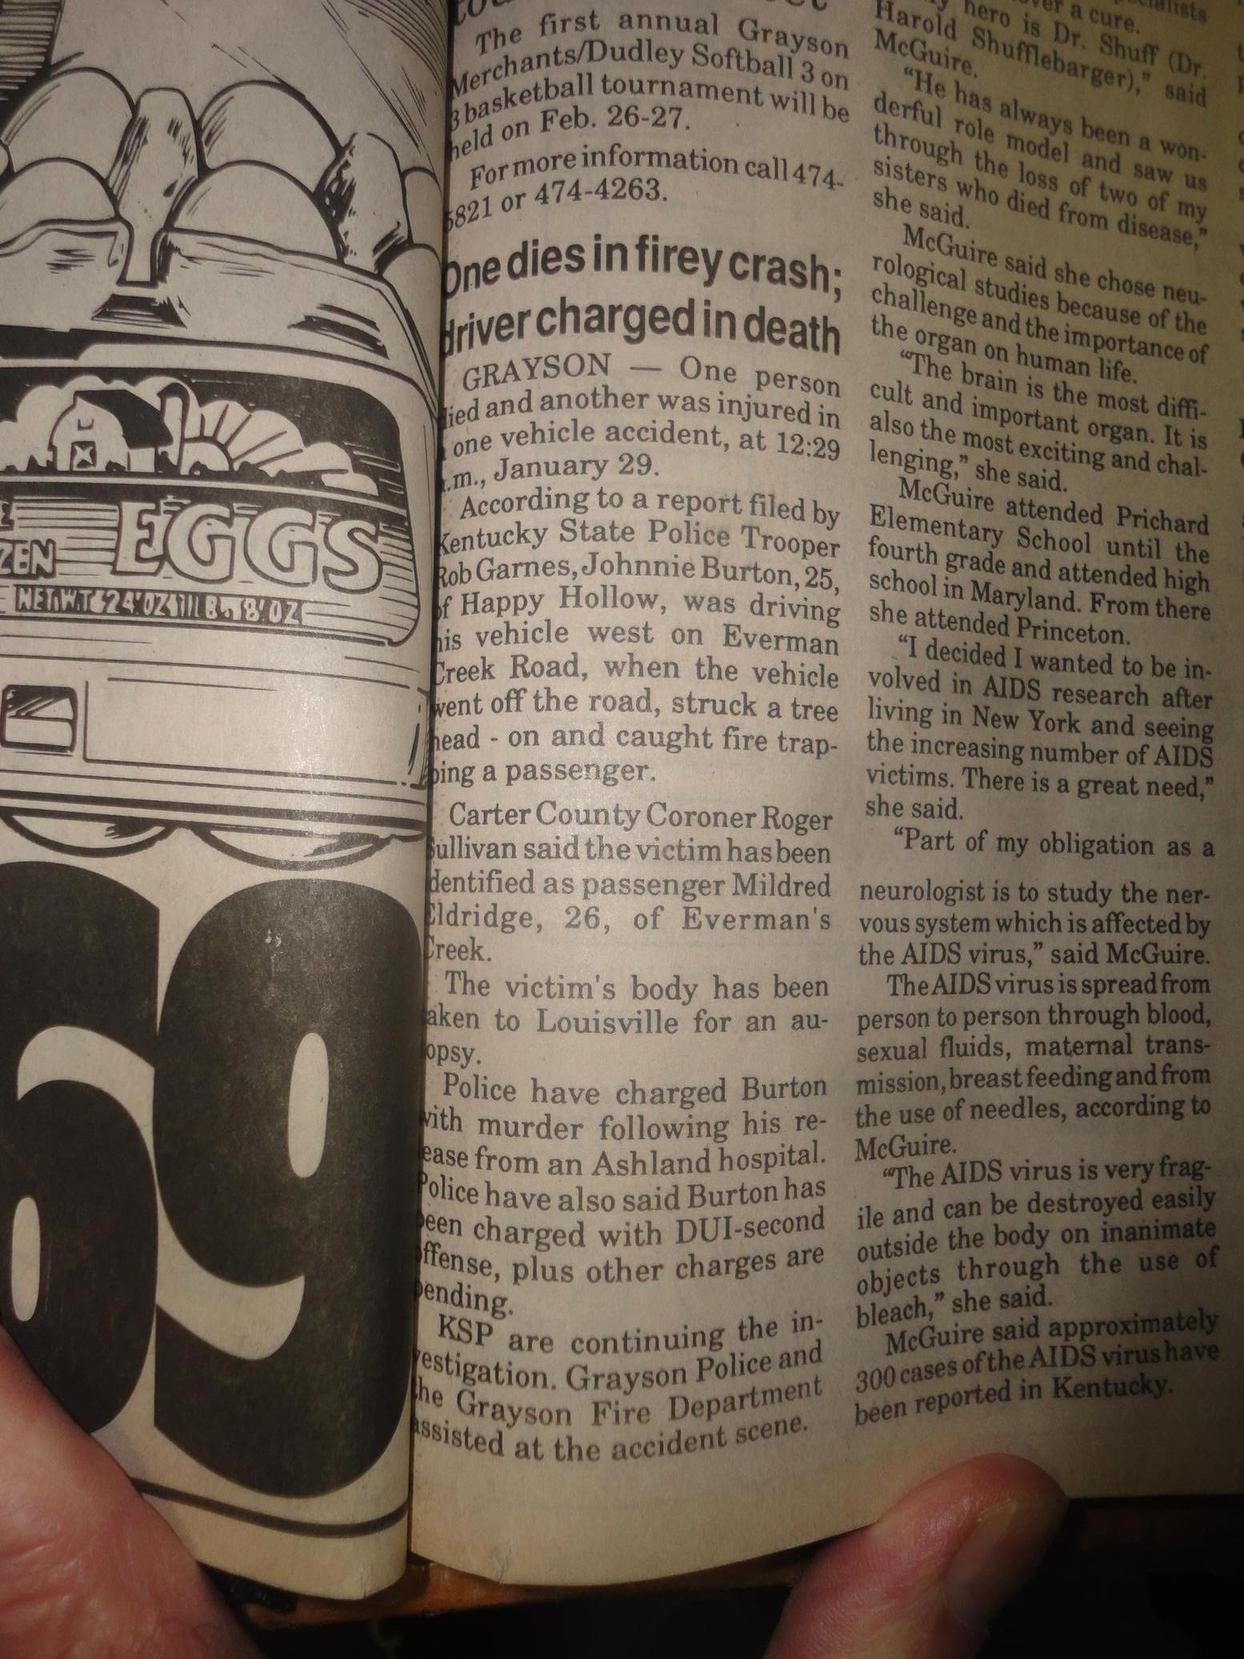 EGGS
ZEN
NET WT 24 OZ
69
The first annual Grayson
Merchants/Dudley Softball 3 on
3 basketball tournament will be
held on Feb. 26-27.
For more information call 474-
5821 or 474-4263.
One dies in firey crash;
driver charged in death
GRAYSON — One person
died and another was injured in
one vehicle accident, at 12:29
.m., January 29.
According to a report filed by
Kentucky State Police Trooper
Rob Garnes, Johnnie Burton, 25,
of Happy Hollow, was driving
his vehicle west on Everman
Creek Road, when the vehicle
went off the road, struck a tree
head - on and caught fire trap-
ping a passenger.
Carter County Coroner Roger
Sullivan said the victim has been
identified as passenger Mildred
Eldridge, 26, of Everman's
Creek.
The victim's body has been
taken to Louisville for an au-
topsy.
Police have charged Burton
with murder following his re-
lease from an Ashland hospital.
Police have also said Burton has
been charged with DUI-second
offense, plus other charges are
pending.
KSP are continuing the in-
vestigation. Grayson Police and
the Grayson Fire Department
assisted at the accident scene.
over a cure.
hero is Dr. Shuff (Dr.
Harold Shufflebarger)," said
McGuire.
"He has always been a won-
derful role model and saw us
through the loss of two of my
sisters who died from disease,"
she said.
McGuire said she chose neu-
rological studies because of the
challenge and the importance of
the organ on human life.
"The brain is the most diffi-
cult and important organ. It is
also the most exciting and chal-
lenging," she said.
McGuire attended Prichard
Elementary School until the
fourth grade and attended high
school in Maryland. From there
she attended Princeton.
"I decided I wanted to be in-
volved in AIDS research after
living in New York and seeing
the increasing number of AIDS
victims. There is a great need,"
she said.
"Part of my obligation as a
neurologist is to study the ner-
vous system which is affected by
the AIDS virus," said McGuire.
The AIDS virus is spread from
person to person through blood,
sexual fluids, maternal trans-
mission, breast feeding and from
the use of needles, according to
McGuire.
"The AIDS virus is very frag-
ile and can be destroyed easily
outside the body on inanimate
objects through the use of
bleach," she said.
McGuire said approximately
300 cases of the AIDS virus have
been reported in Kentucky.